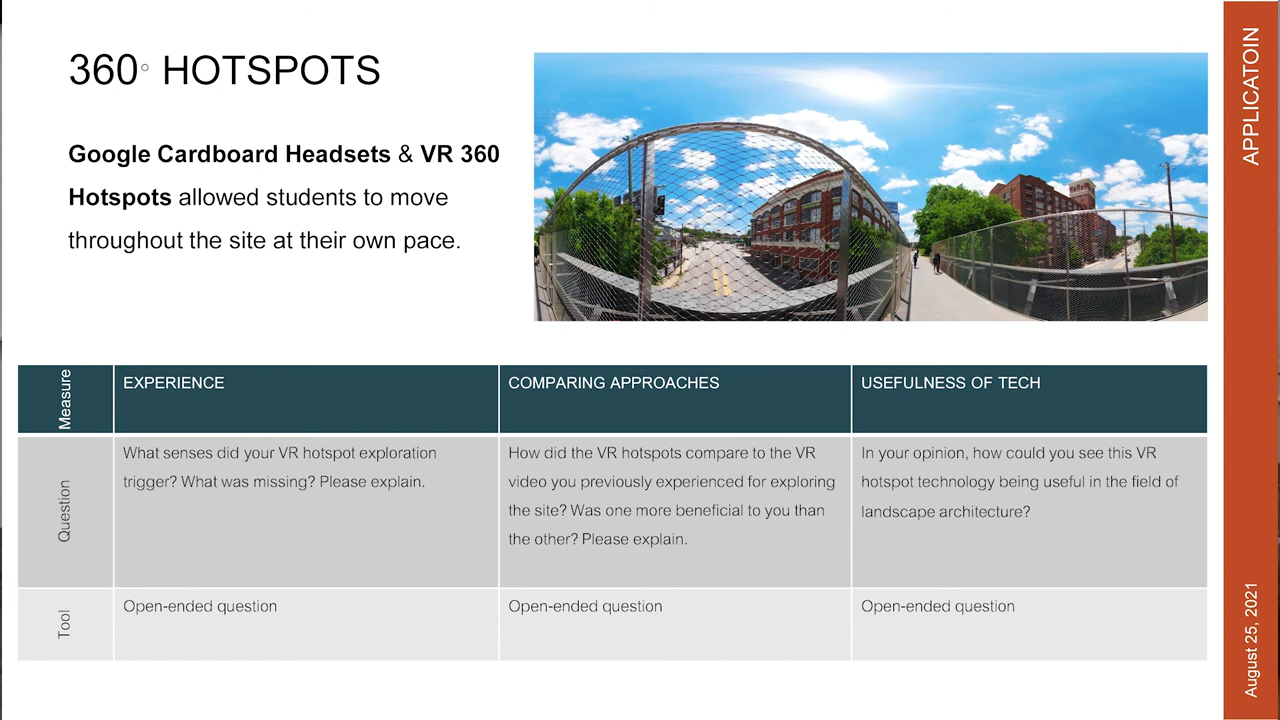 360° HOTSPOTS
Google Cardboard Headsets & VR 360
Hotspots allowed students to move
throughout the site at their own pace.
APPLICATOIN
Measure
EXPERIENCE
COMPARING APPROACHES
USEFULNESS OF TECH
Question
What senses did your VR hotspot exploration
trigger? What was missing? Please explain.
How did the VR hotspots compare to the VR
video you previously experienced for exploring
the site? Was one more beneficial to you than
the other? Please explain.
In your opinion, how could you see this VR
hotspot technology being useful in the field of
landscape architecture?
Tool
Open-ended question
Open-ended question
Open-ended question
August 25, 2021